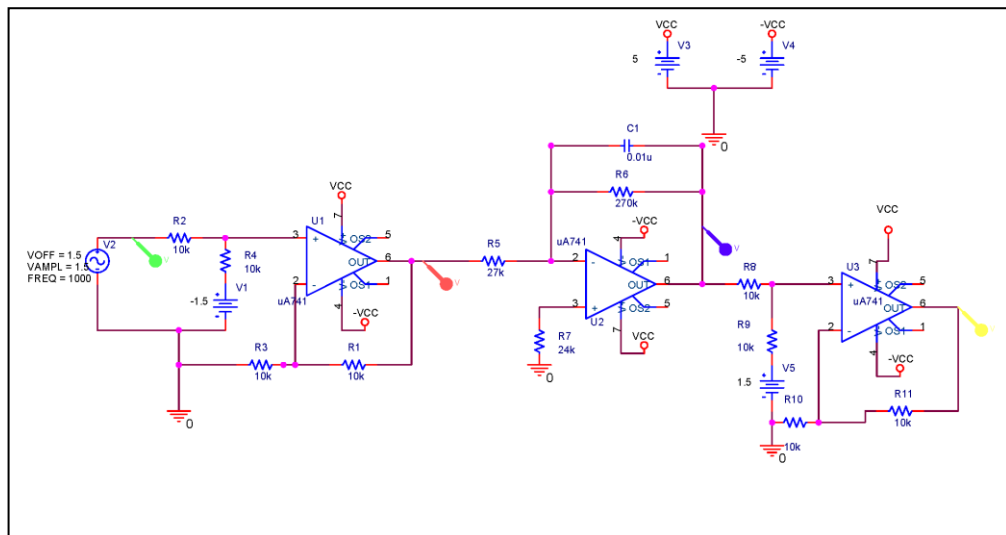 VCC
-VCC
V3
V4
5
-5
0
C1
0.01u
R6
270k
VCC
R2
U1
7
V2
3
+
OS2
5
10k
R4
OUT
6
R5
VOFF = 1.5
VAMPL = 1.5
FREQ = 1000
10k
V1
2
-
OS1
1
27k
-1.5
uA741
4
-VCC
R3
R1
10k
10k
0
-VCC
uA741
4
2
-
OS1
1
OUT
6
3
+
OS2
5
R7
U2
7
24k
VCC
V
V
V
VCC
R8
U3
7
10k
3
+
OS2
5
uA741
OUT
6
R9
2
-
OS1
1
10k
4
V5
-VCC
1.5
R10
R11
10k
10k
0
V